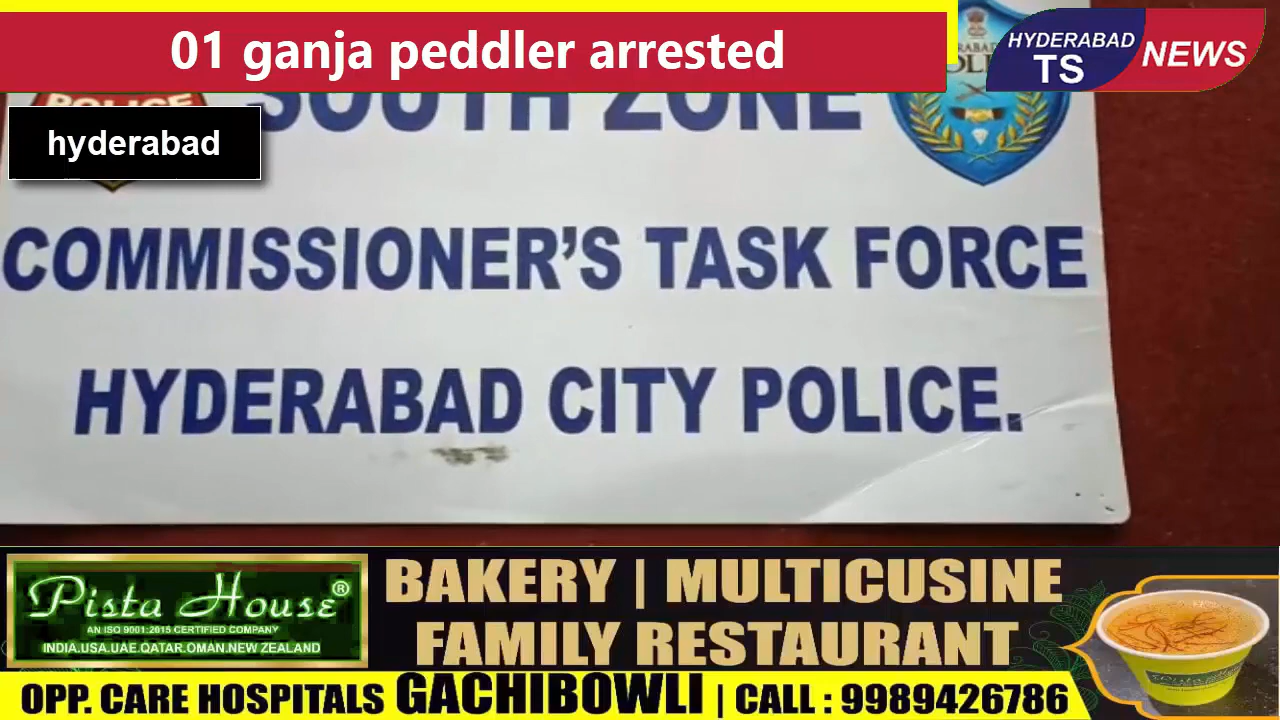 01 ganja peddler arrested
HYDERABAD
TS
NEWS
POLICE
SOUTH ZONE
hyderabad
COMMISSIONER'S TASK FORCE
HYDERABAD CITY POLICE.
Pista House®
AN ISO 9001:2015 CERTIFIED COMPANY
INDIA.USA.UAE.QATAR.OMAN.NEW ZEALAND
BAKERY | MULTICUSINE
FAMILY RESTAURANT
OPP. CARE HOSPITALS GACHIBOWLI | CALL : 9989426786